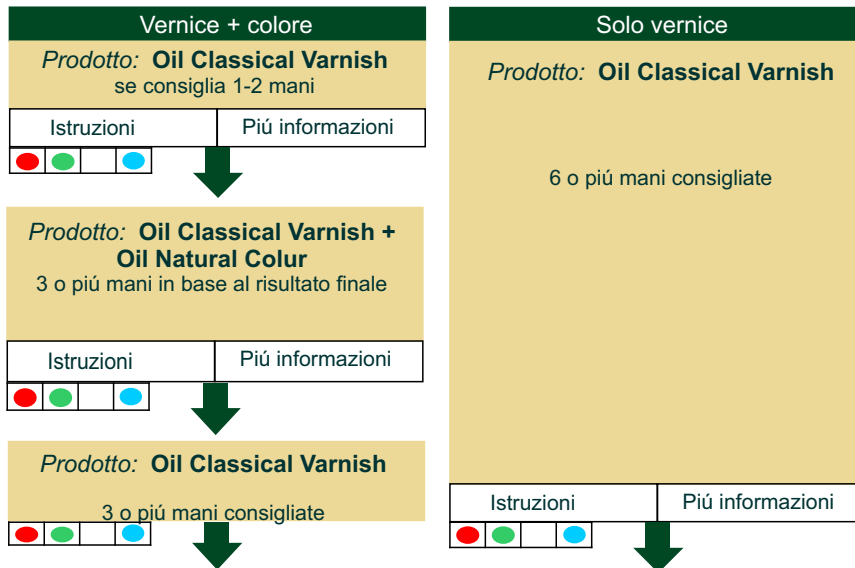 Vernice + colore
Prodotto: Oil Classical Varnish
se consiglia 1-2 mani
Istruzioni
Piú informazioni
Prodotto: Oil Classical Varnish +
Oil Natural Colur
3 o piú mani in base al risultato finale
Istruzioni
Piú informazioni
Prodotto: Oil Classical Varnish
3 o piú mani consigliate
Solo vernice
Prodotto: Oil Classical Varnish
6 o piú mani consigliate
Istruzioni
Piú informazioni